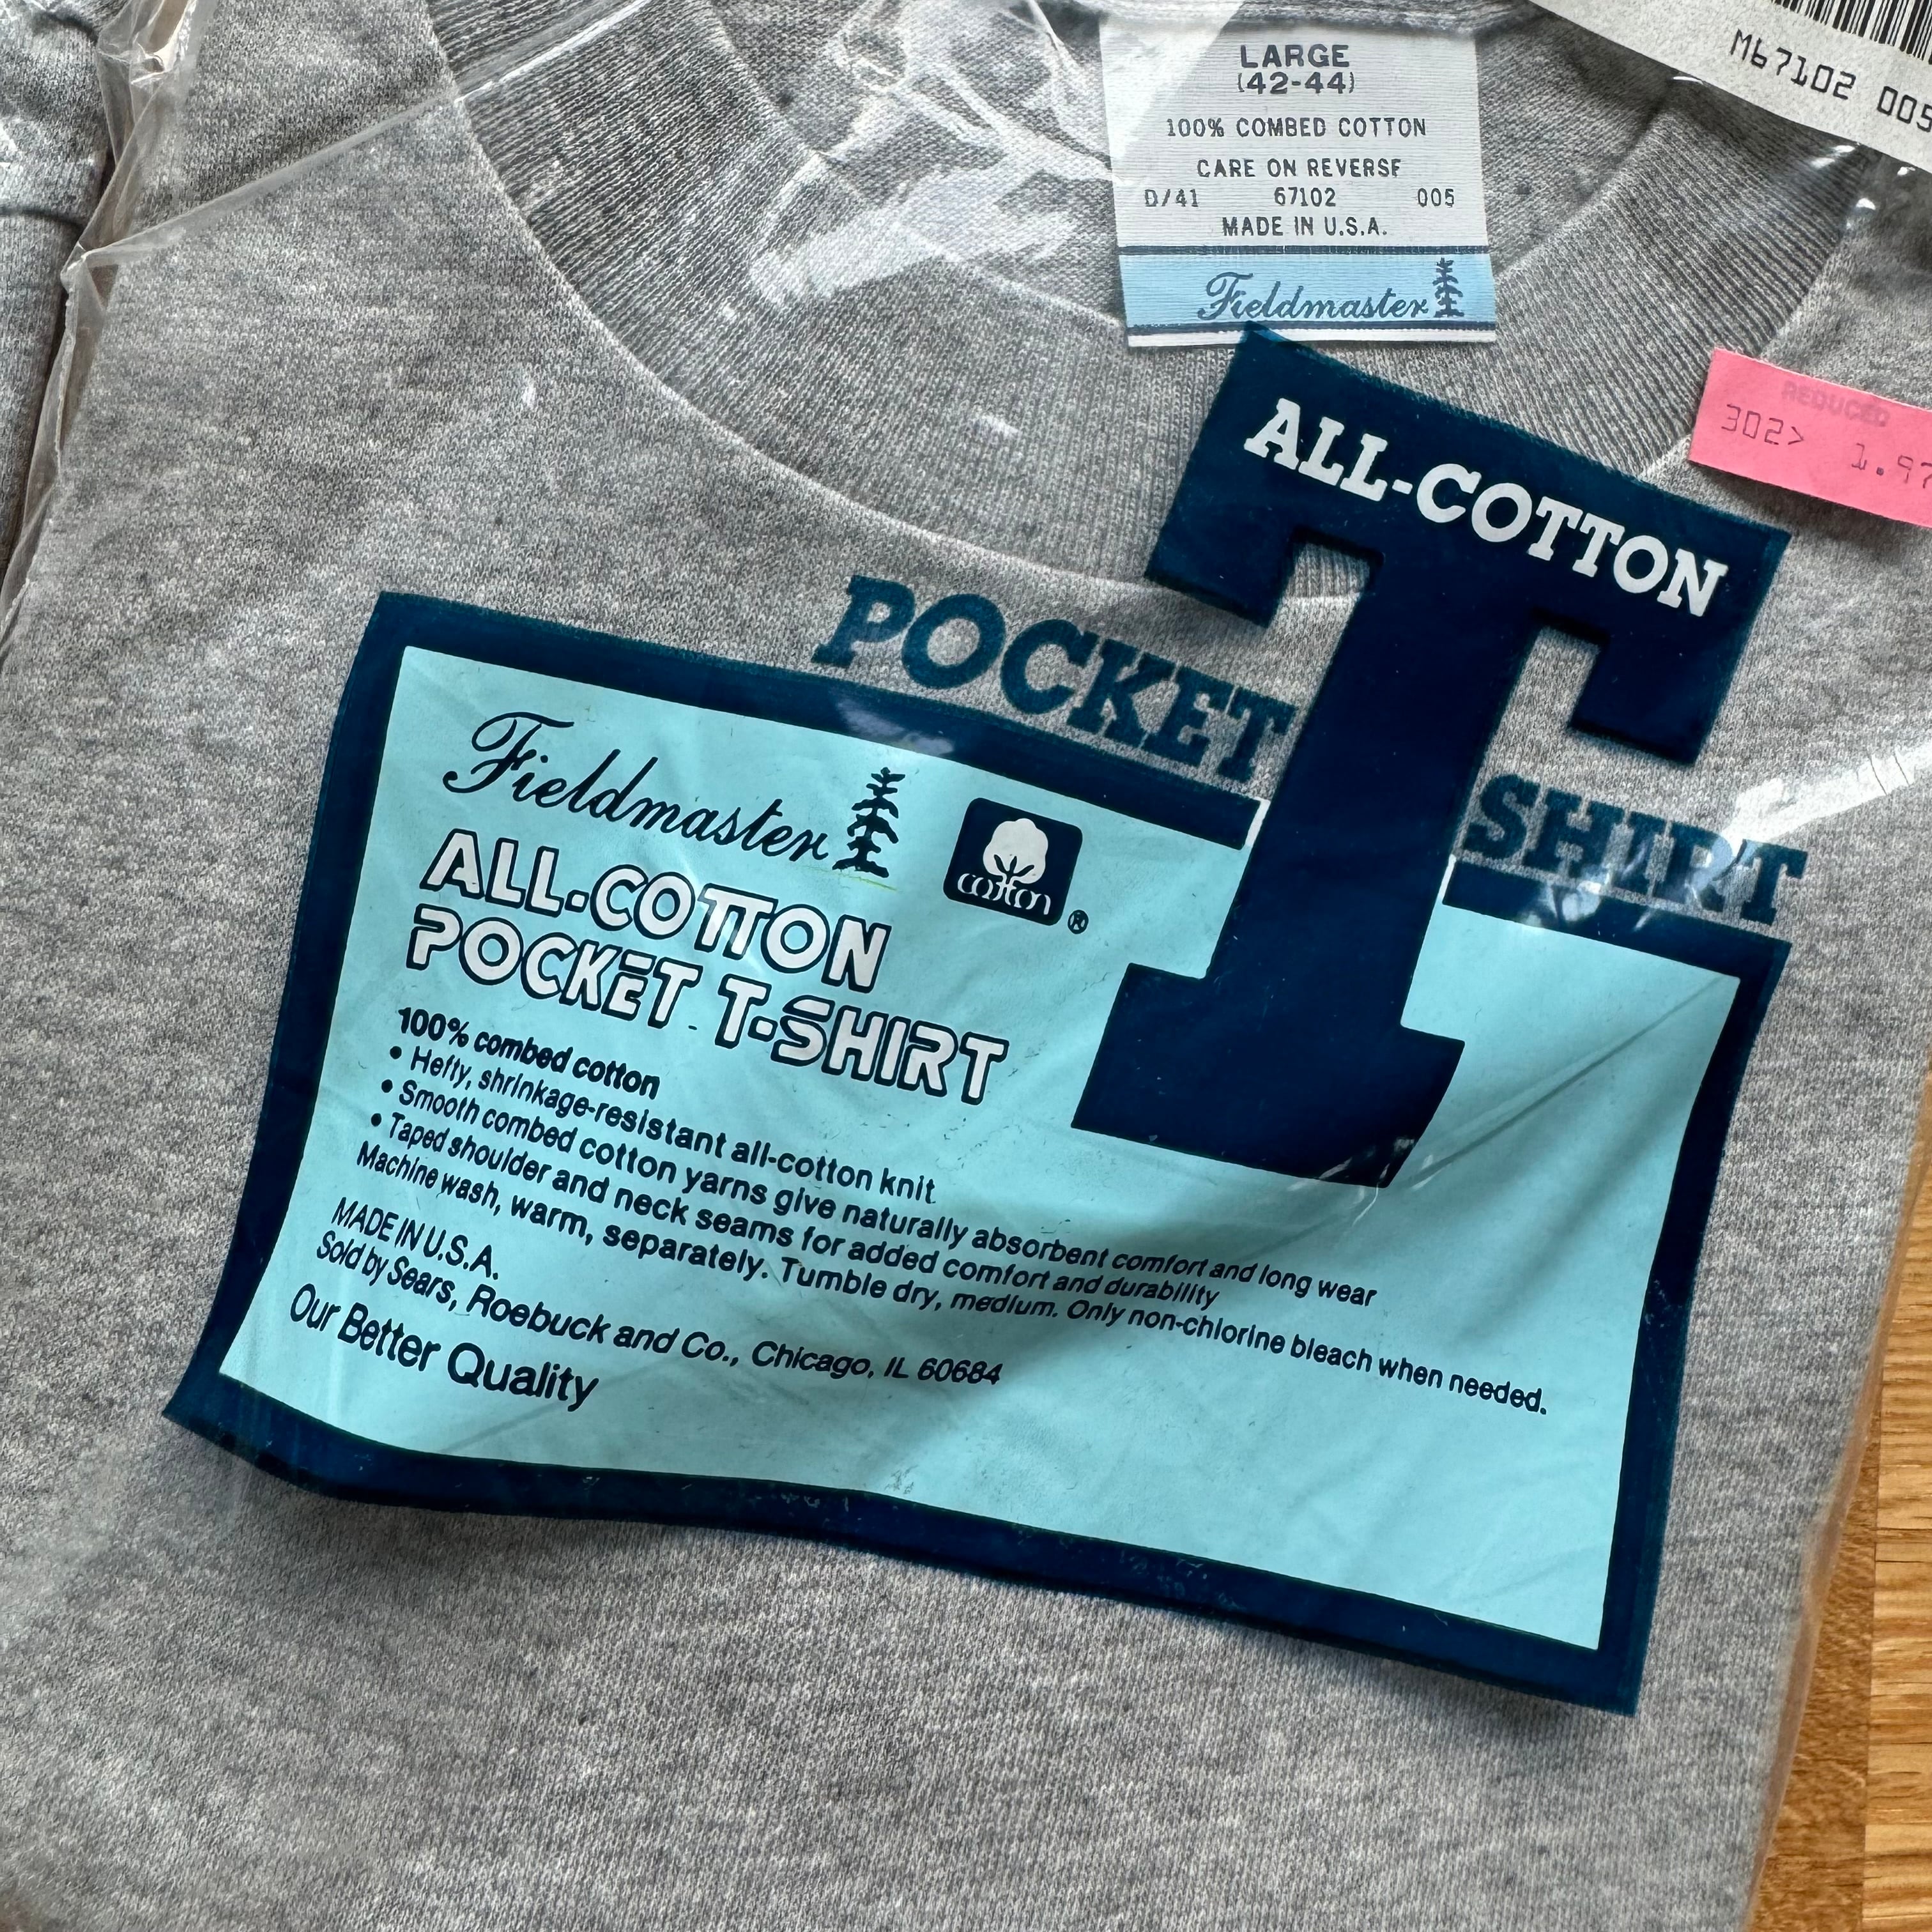 LARGE
(42-44)
100% COMBED COTTON
CARE ON REVERSE
D/41 67102 005
MADE IN U.S.A.
Fieldmaster
M67102 005
REDUCED
302> 1.97
ALL-COTTON
POCKET T SHIRT
Fieldmaster
cotton ®
ALL-COTTON
POCKET T-SHIRT
100% combed cotton
• Hefty, shrinkage-resistant all-cotton knit
• Smooth combed cotton yarns give naturally absorbent comfort and long wear
• Taped shoulder and neck seams for added comfort and durability
Machine wash, warm, separately. Tumble dry, medium. Only non-chlorine bleach when needed.
MADE IN U.S.A.
Sold by Sears, Roebuck and Co., Chicago, IL 60684
Our Better Quality